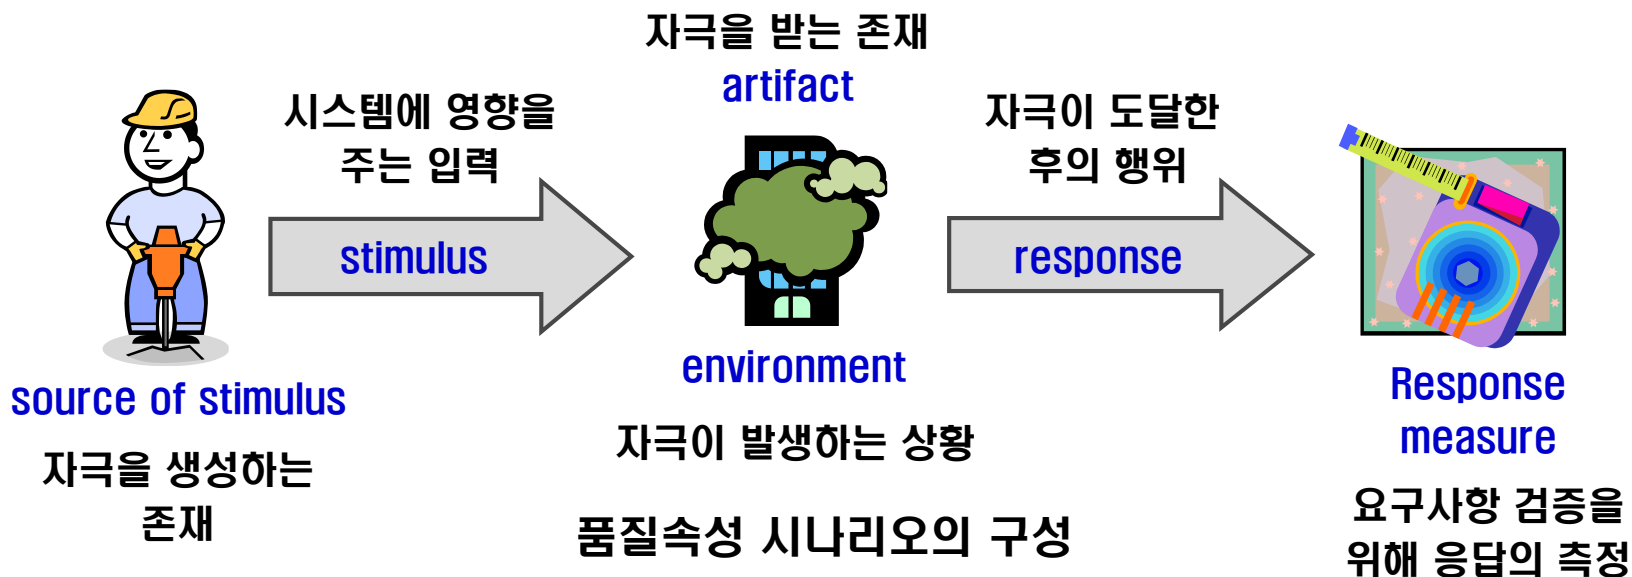 자극을 받는 존재
artifact
시스템에 영향을
주는 입력
자극이 도달한
후의 행위
stimulus
response
source of stimulus
자극을 생성하는
존재
environment
자극이 발생하는 상황
Response
measure
요구사항 검증을
위해 응답의 측정
품질속성 시나리오의 구성